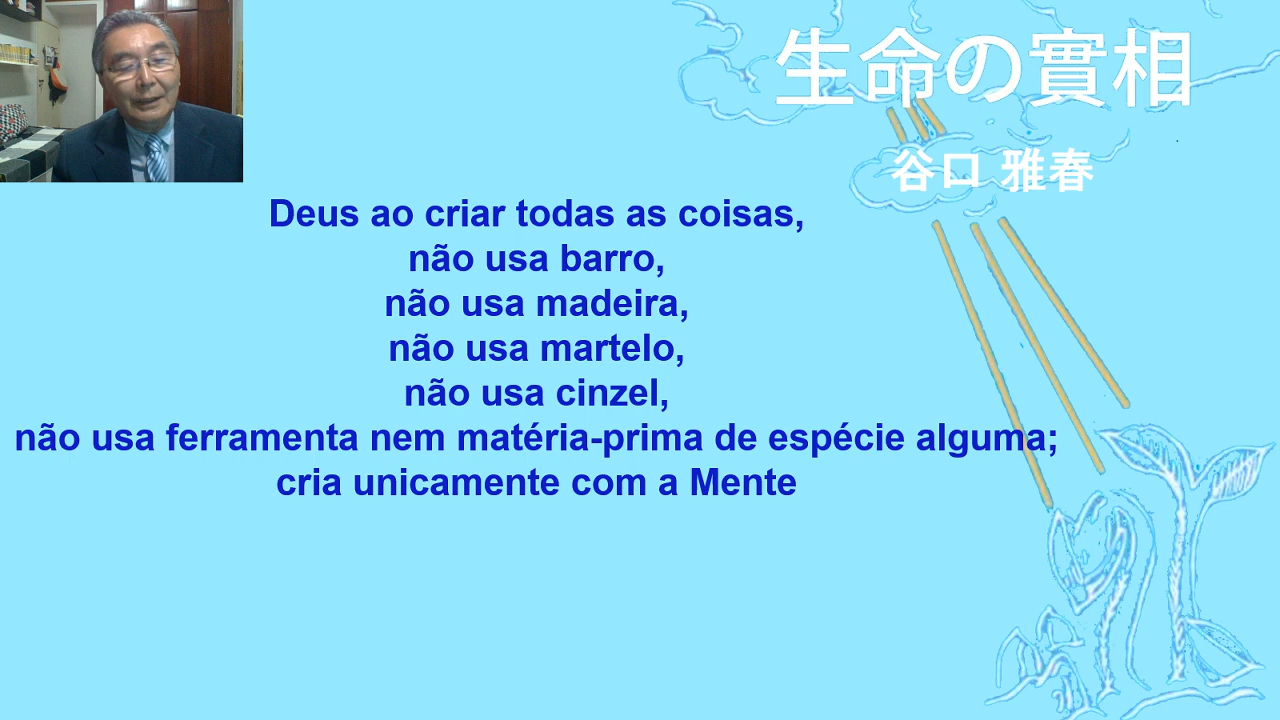 生命の實相
谷口 雅春
Deus ao criar todas as coisas,
não usa barro,
não usa madeira,
não usa martelo,
não usa cinzel,
não usa ferramenta nem matéria-prima de espécie alguma;
cria unicamente com a Mente